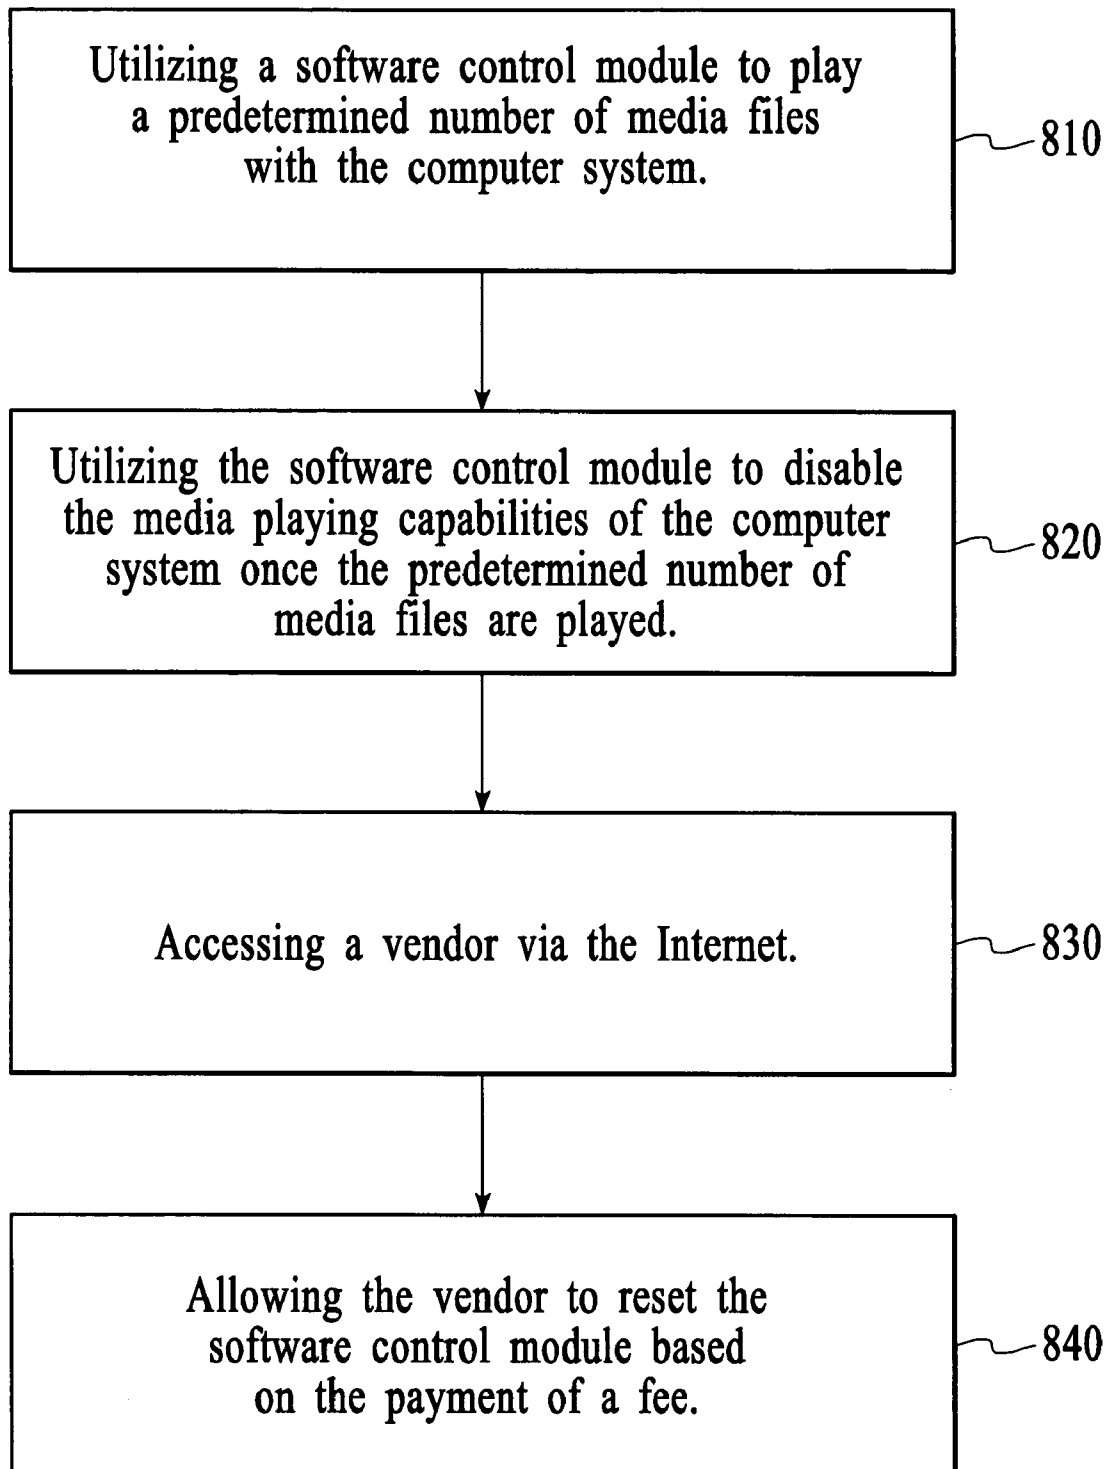 Utilizing a software control module to play
a predetermined number of media files
with the computer system.
810
Utilizing the software control module to disable
the media playing capabilities of the computer
system once the predetermined number of
media files are played.
820
Accessing a vendor via the Internet.
830
Allowing the vendor to reset the
software control module based
on the payment of a fee.
840